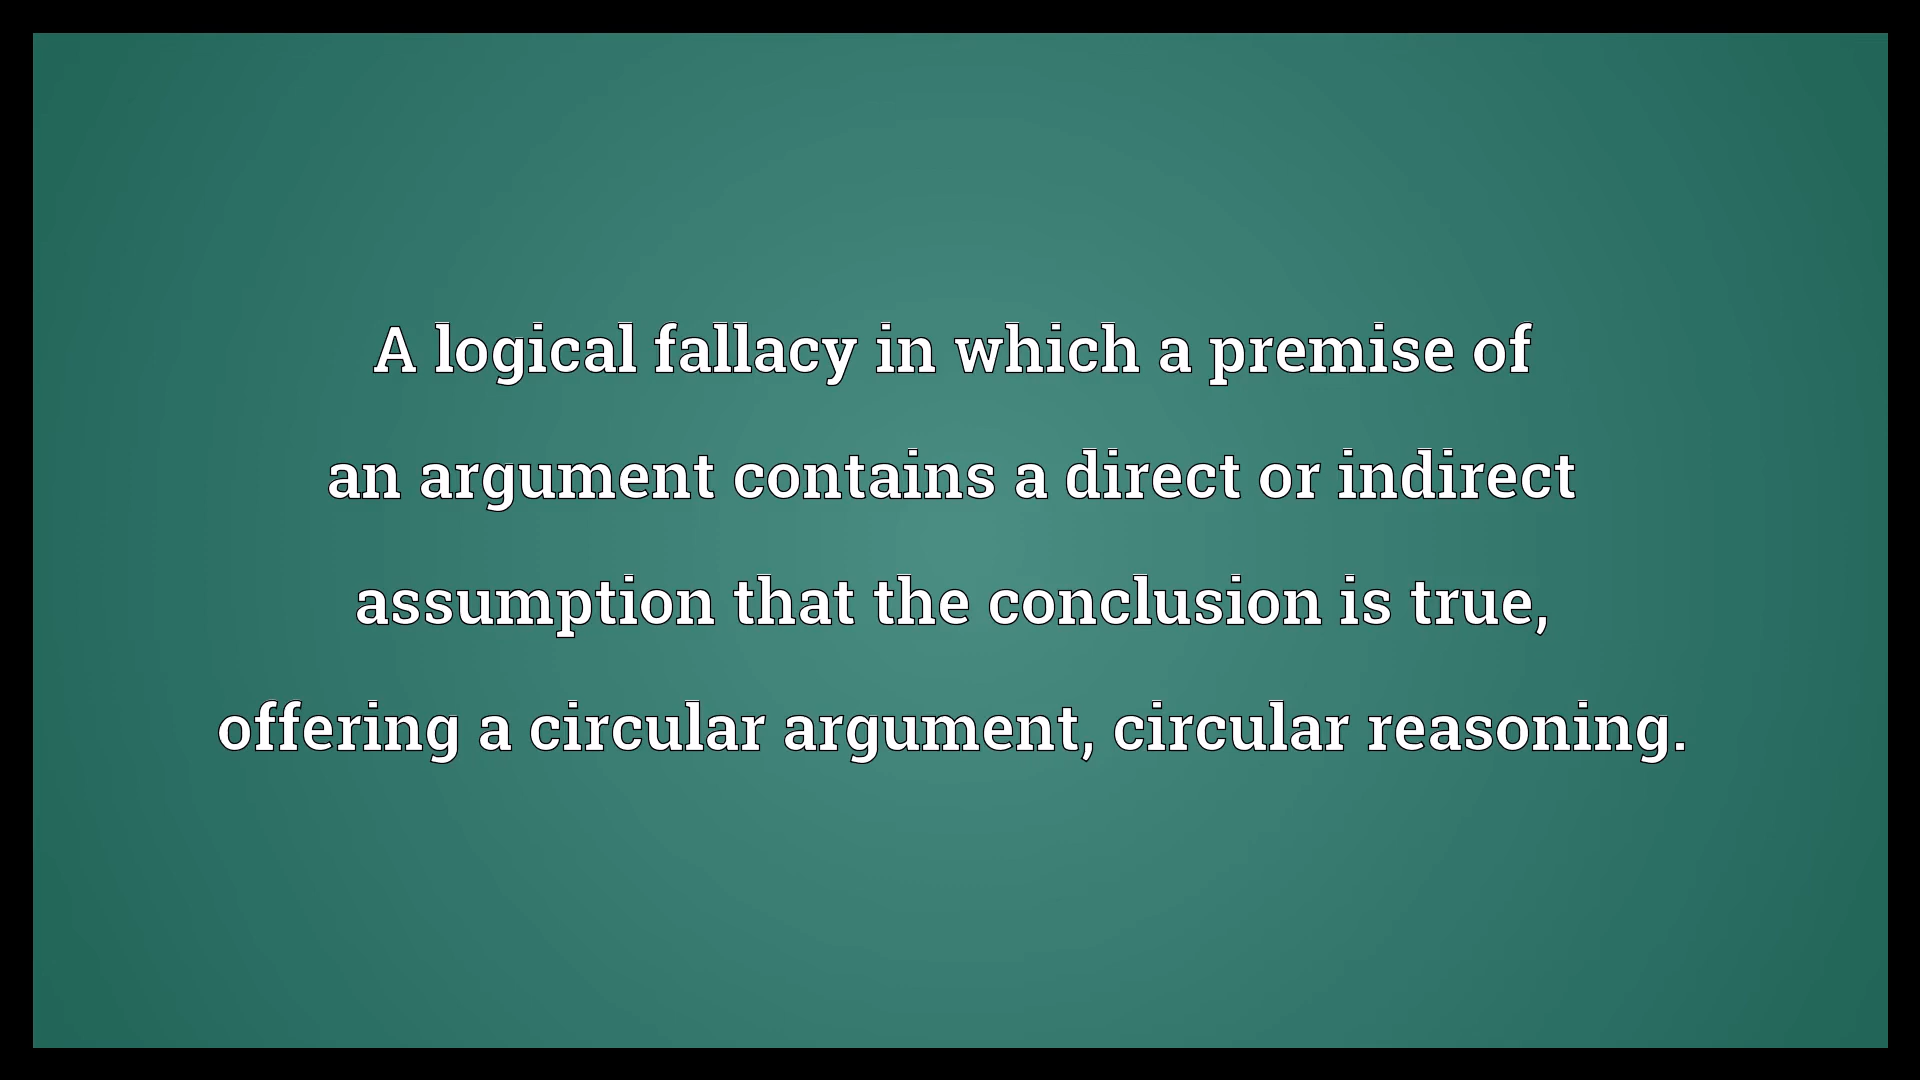 A logical fallacy in which a premise of
an argument contains a direct or indirect
assumption that the conclusion is true,
offering a circular argument, circular reasoning.